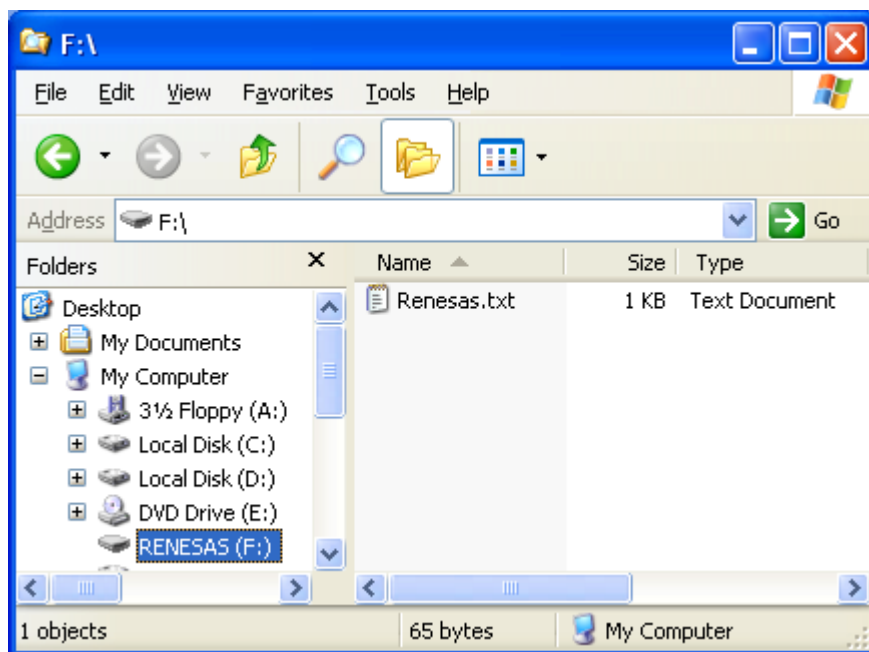 F:\
File Edit View Favorites Tools Help
Address F:\ Go
Folders X
Name Size Type
Desktop
My Documents
My Computer
3½ Floppy (A:)
Local Disk (C:)
Local Disk (D:)
DVD Drive (E:)
RENESAS (F:)
Renesas.txt 1 KB Text Document
1 objects 65 bytes My Computer